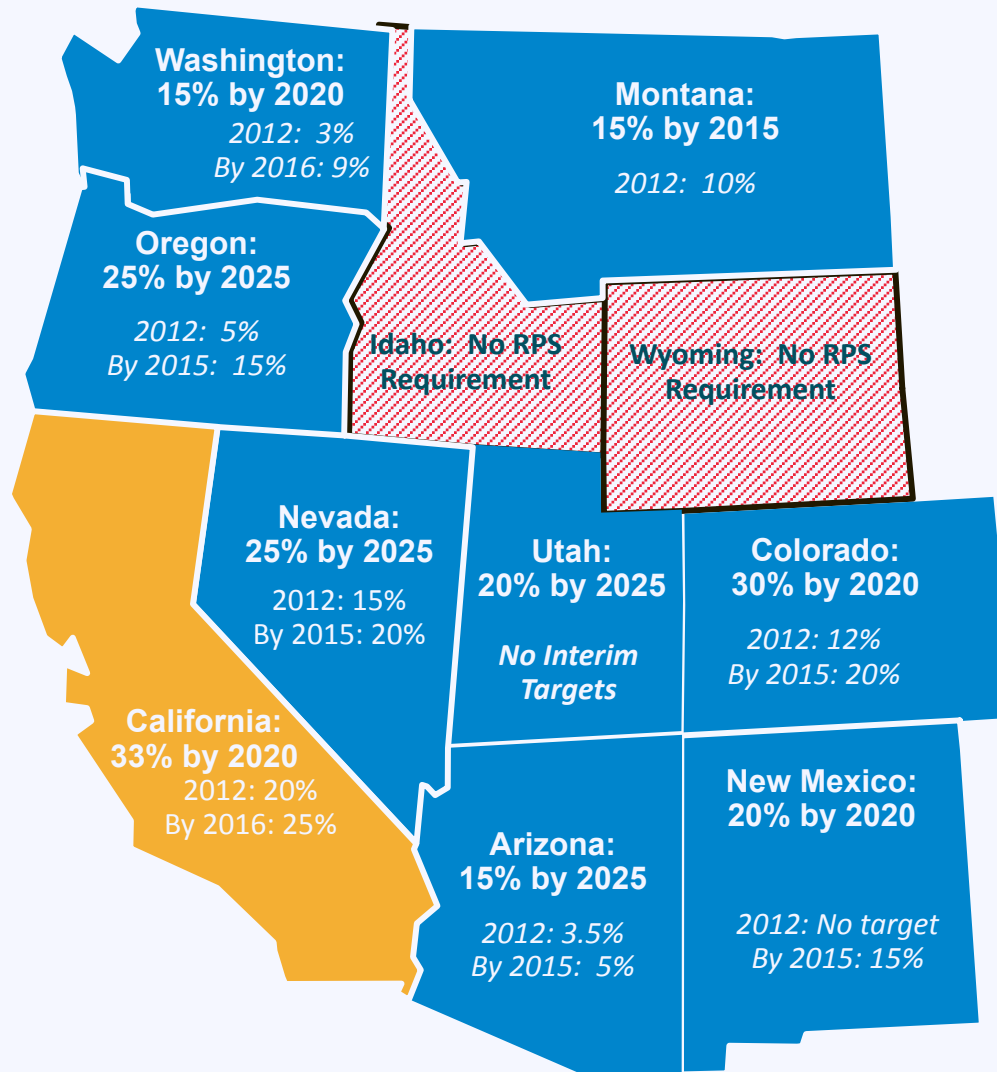 Washington:
15% by 2020
2012: 3%
By 2016: 9%
Montana:
15% by 2015
2012: 10%
Oregon:
25% by 2025
2012: 5%
By 2015: 15%
Idaho: No RPS
Requirement
Wyoming: No RPS
Requirement
Nevada:
25% by 2025
2012: 15%
By 2015: 20%
Utah:
20% by 2025
No Interim
Targets
Colorado:
30% by 2020
2012: 12%
By 2015: 20%
California:
33% by 2020
2012: 20%
By 2016: 25%
Arizona:
15% by 2025
2012: 3.5%
By 2015: 5%
New Mexico:
20% by 2020
2012: No target
By 2015: 15%